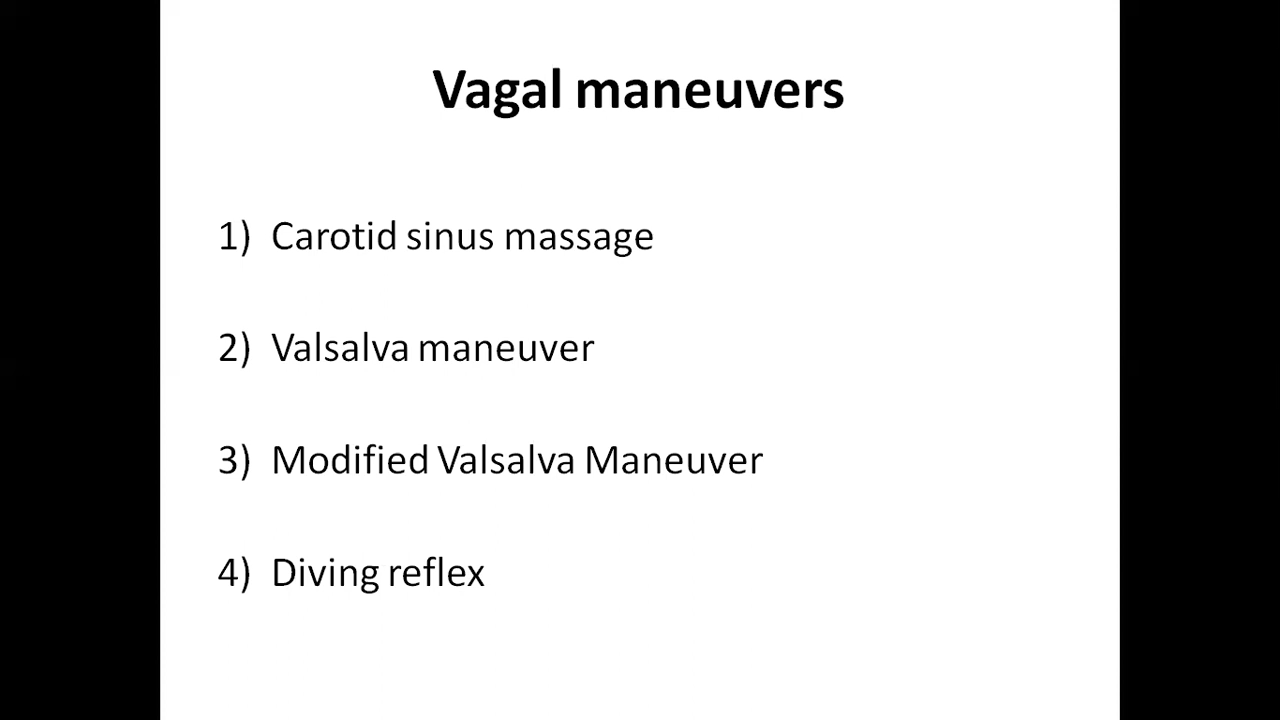 Vagal maneuvers
1) Carotid sinus massage
2) Valsalva maneuver
3) Modified Valsalva Maneuver
4) Diving reflex